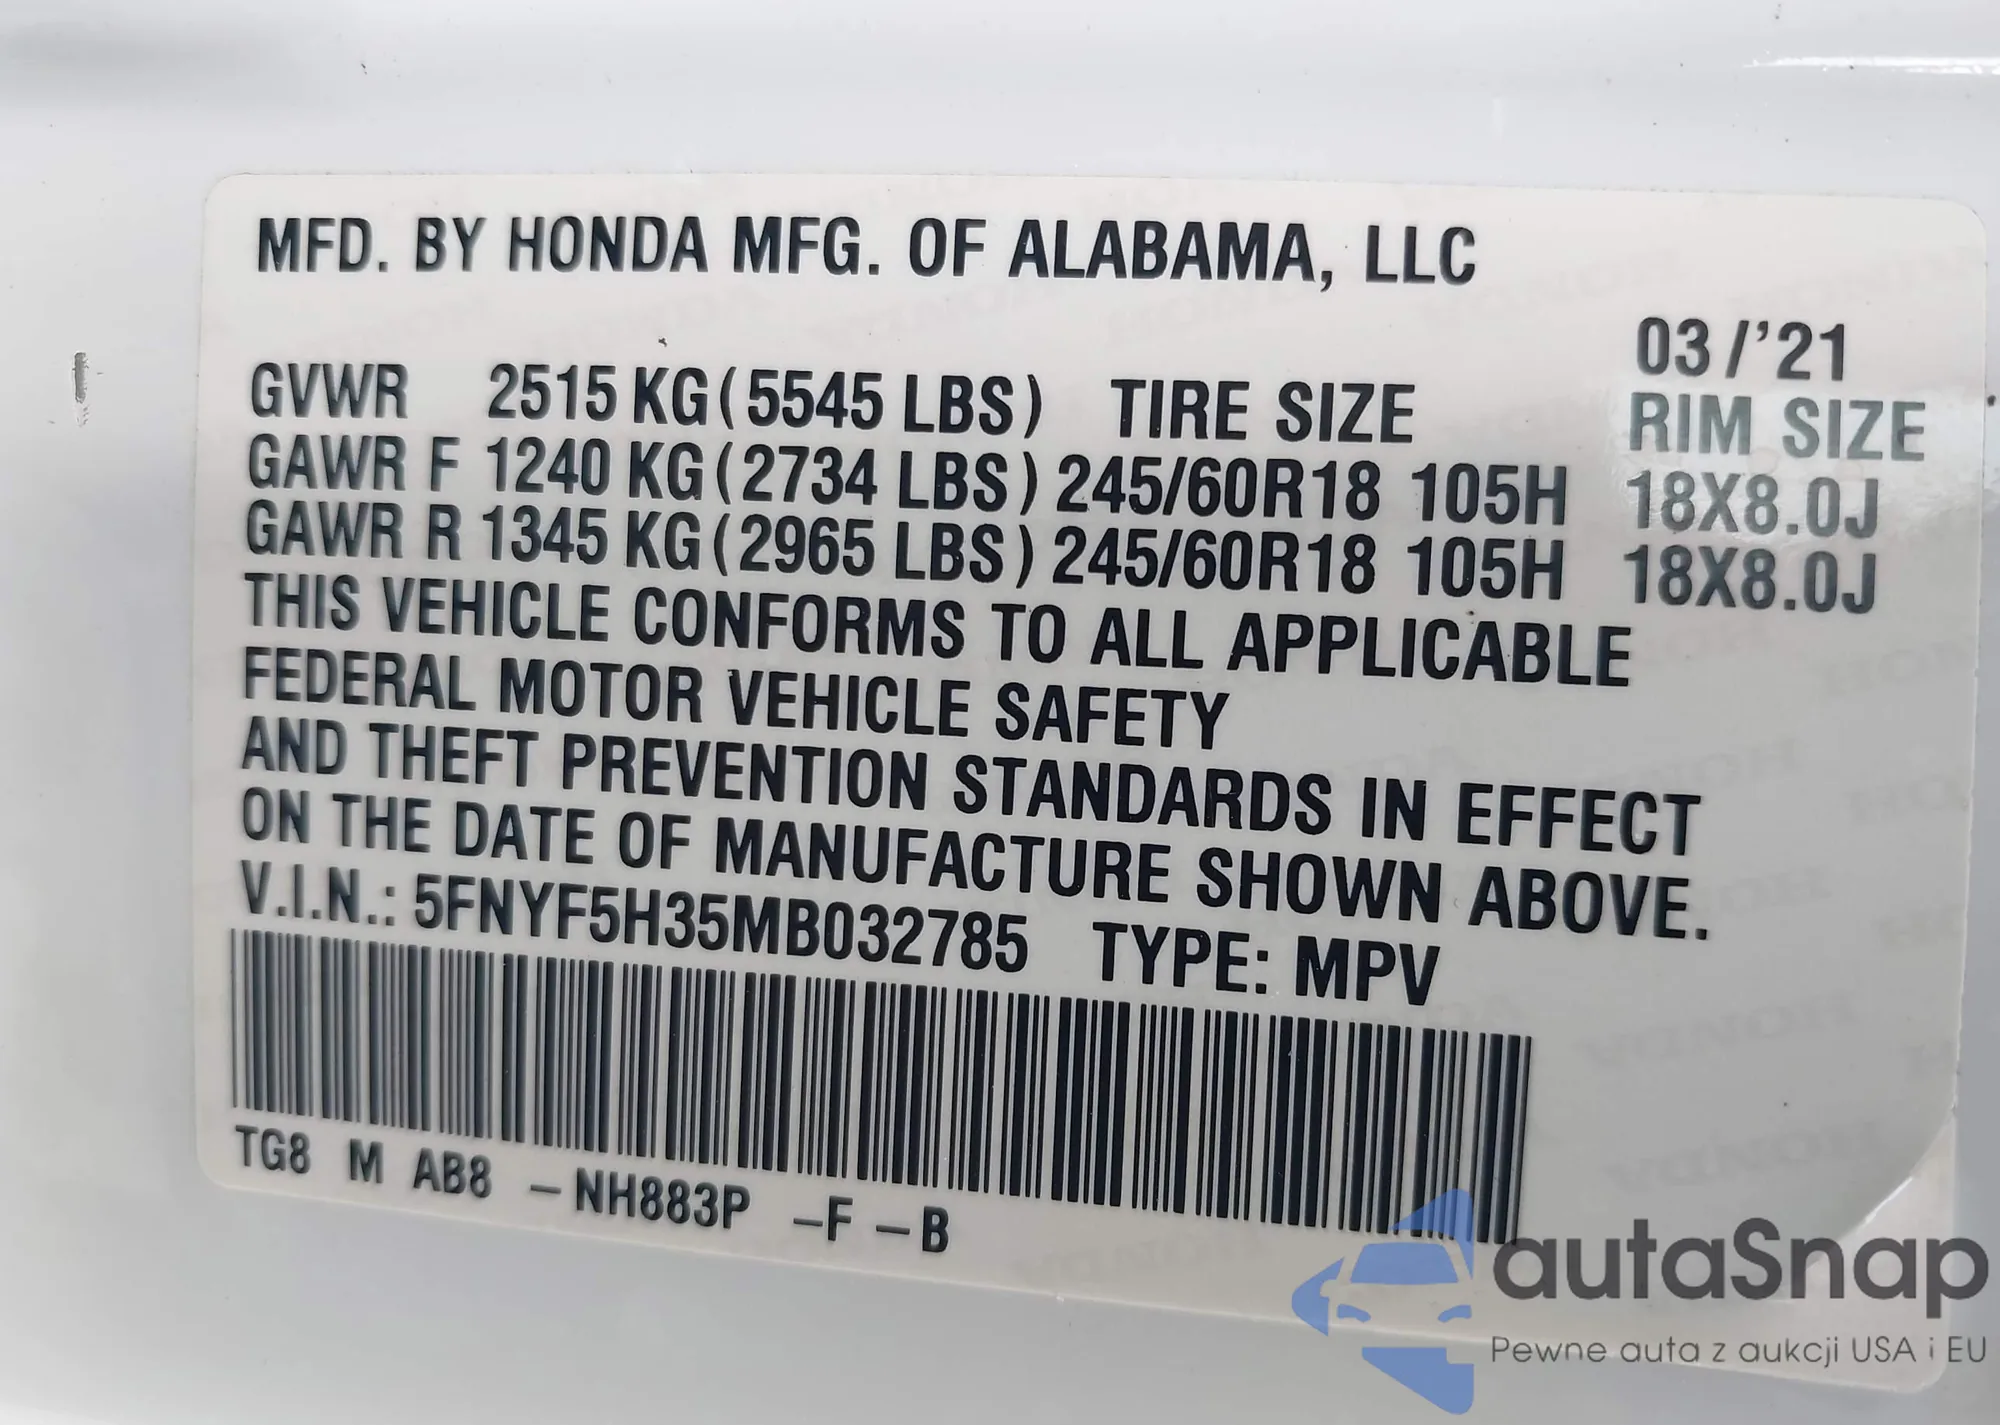 MFD. BY HONDA MFG. OF ALABAMA, LLC
03/'21
GVWR 2515 KG (5545 LBS) TIRE SIZE RIM SIZE
GAWR F 1240 KG (2734 LBS) 245/60R18 105H 18X8.0J
GAWR R 1345 KG (2965 LBS) 245/60R18 105H 18X8.0J
THIS VEHICLE CONFORMS TO ALL APPLICABLE
FEDERAL MOTOR VEHICLE SAFETY
AND THEFT PREVENTION STANDARDS IN EFFECT
ON THE DATE OF MANUFACTURE SHOWN ABOVE.
V.I.N.: 5FNYF5H35MB032785 TYPE: MPV
TG8 M AB8 –NH883P –F –B
autaSnap
Pewne auta z aukcji USA i EU